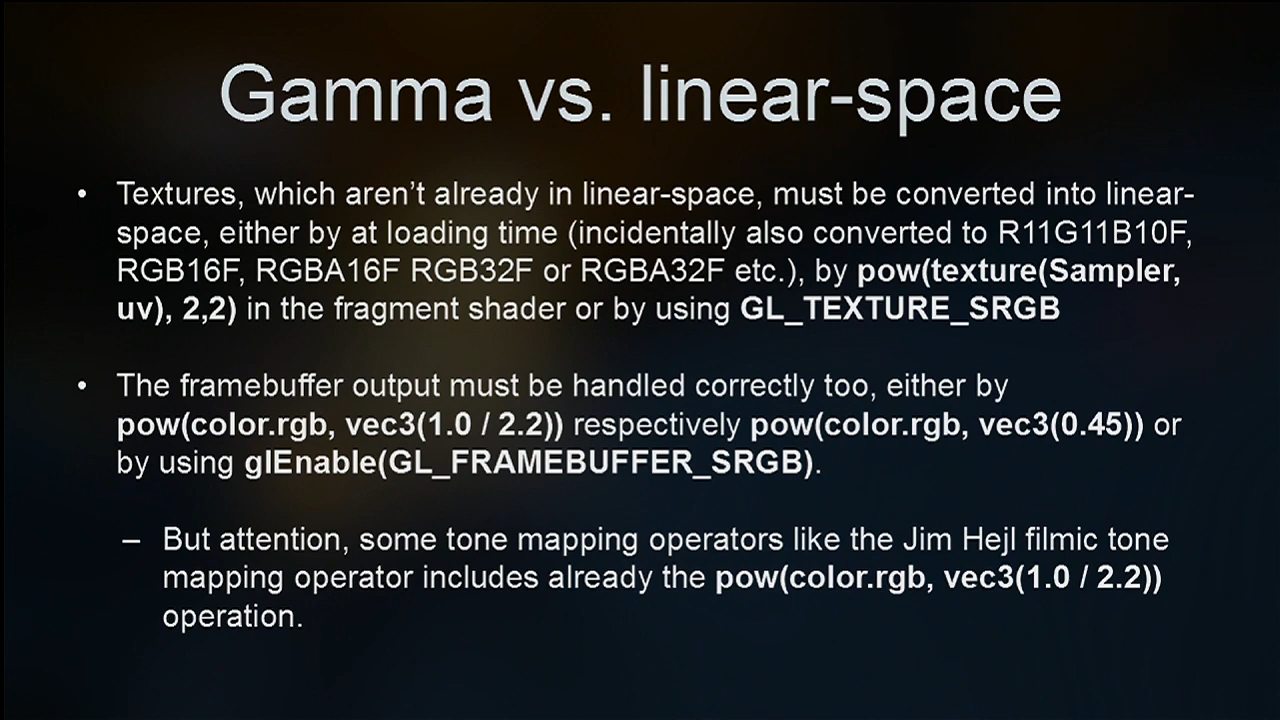 Gamma vs. linear-space
• Textures, which aren’t already in linear-space, must be converted into linear-
space, either by at loading time (incidentally also converted to R11G11B10F,
RGB16F, RGBA16F RGB32F or RGBA32F etc.), by pow(texture(Sampler,
uv), 2,2) in the fragment shader or by using GL_TEXTURE_SRGB
• The framebuffer output must be handled correctly too, either by
pow(color.rgb, vec3(1.0 / 2.2)) respectively pow(color.rgb, vec3(0.45)) or
by using glEnable(GL_FRAMEBUFFER_SRGB).
– But attention, some tone mapping operators like the Jim Hejl filmic tone
mapping operator includes already the pow(color.rgb, vec3(1.0 / 2.2))
operation.